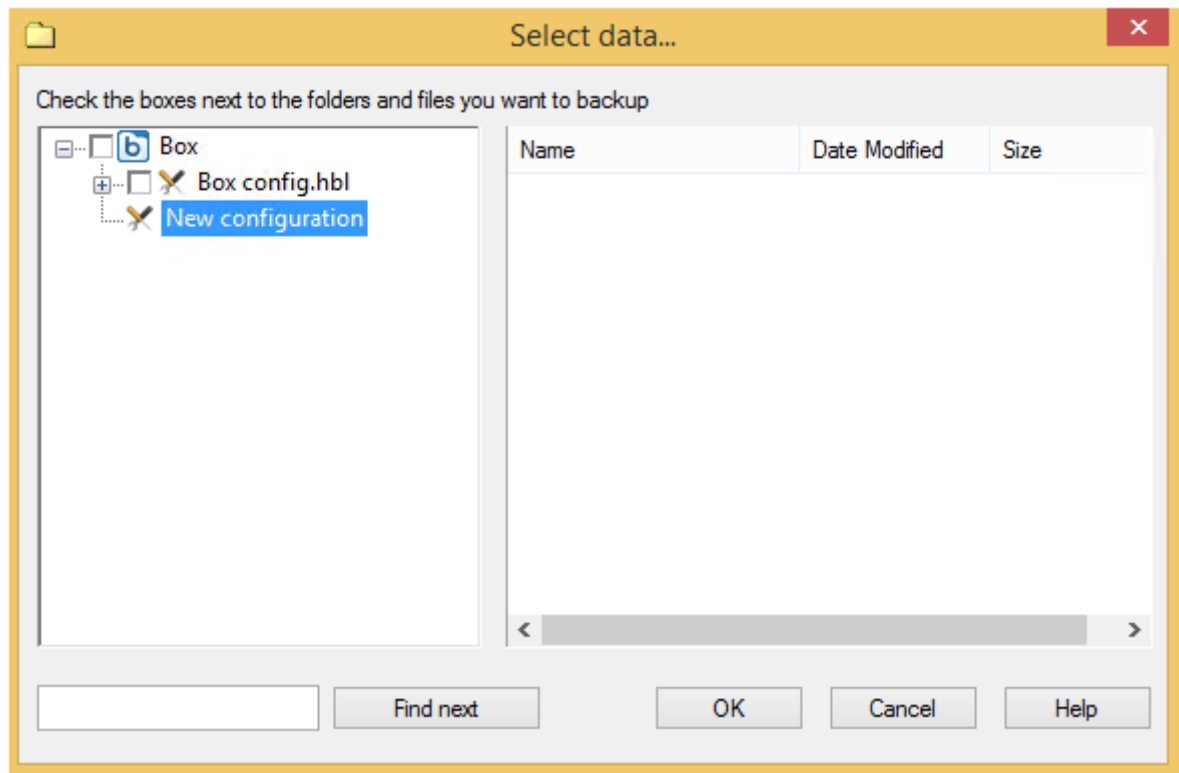 Select data...
Check the boxes next to the folders and files you want to backup
Box
Box config.hbl
New configuration
Name Date Modified Size
Find next OK Cancel Help